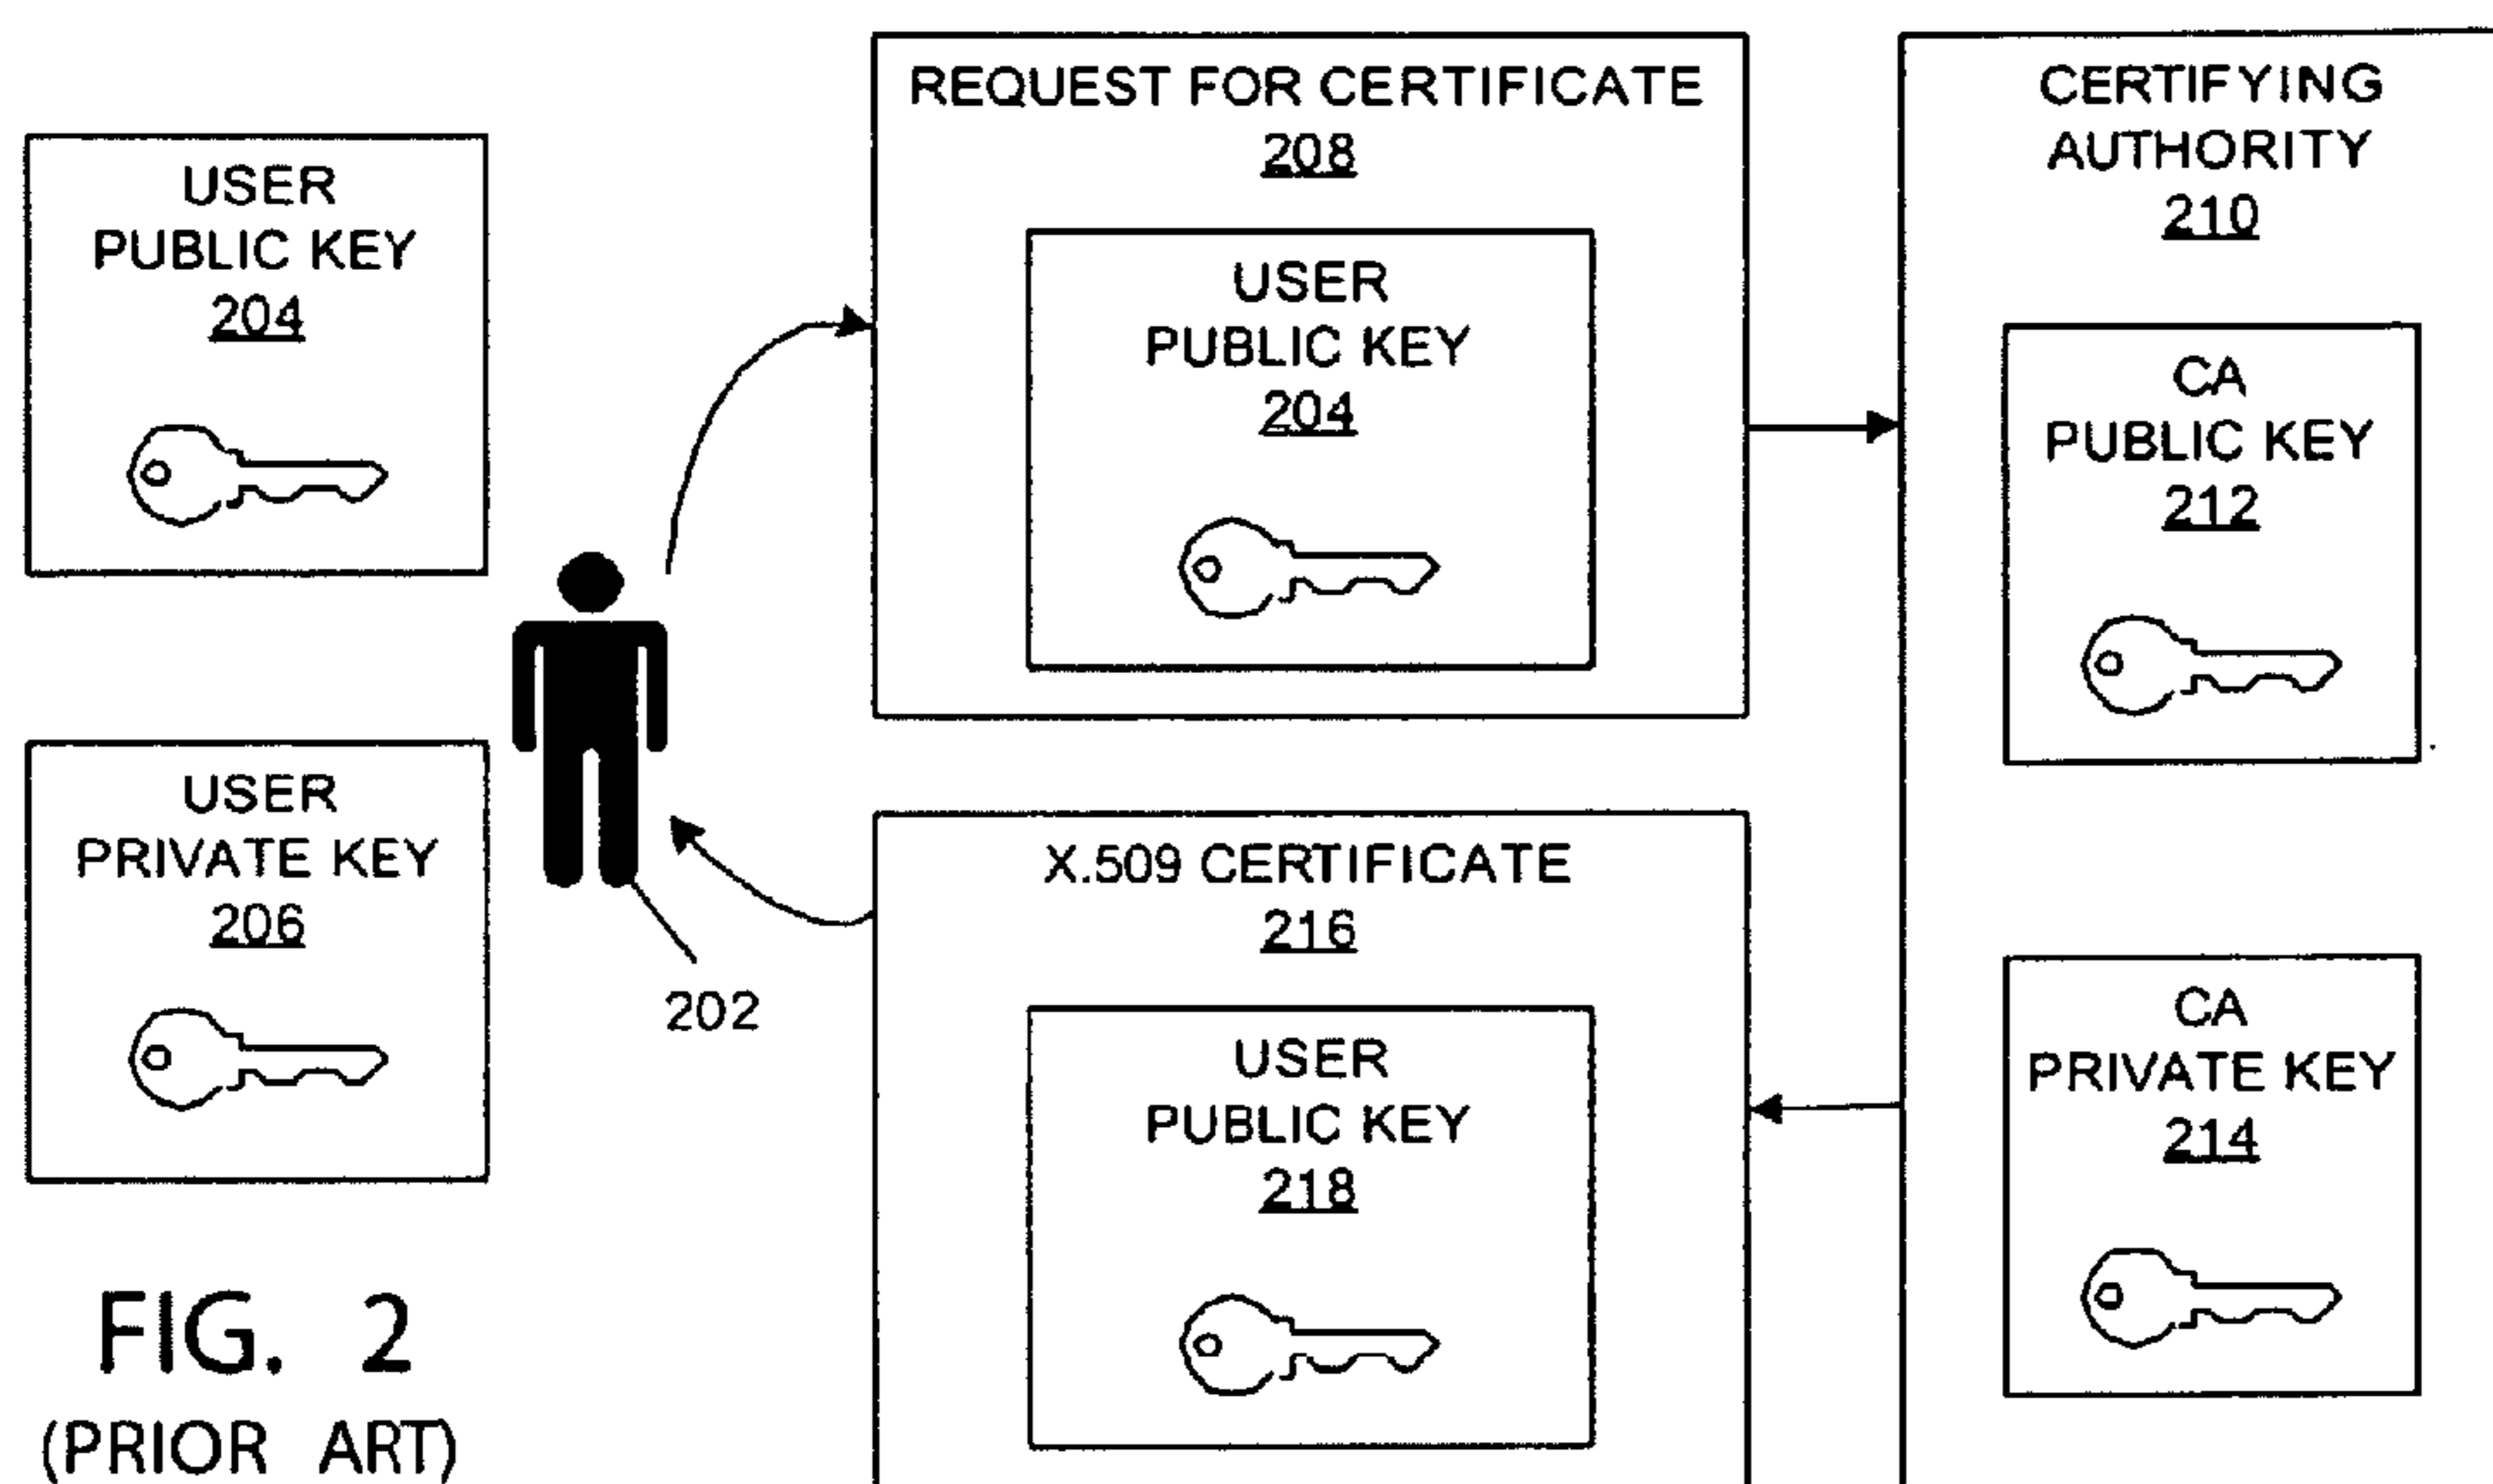 USER
PUBLIC KEY
204
USER
PRIVATE KEY
206
FIG. 2
(PRIOR ART)
202
REQUEST FOR CERTIFICATE
208
USER
PUBLIC KEY
204
X.509 CERTIFICATE
216
USER
PUBLIC KEY
218
CERTIFYING
AUTHORITY
210
CA
PUBLIC KEY
212
CA
PRIVATE KEY
214